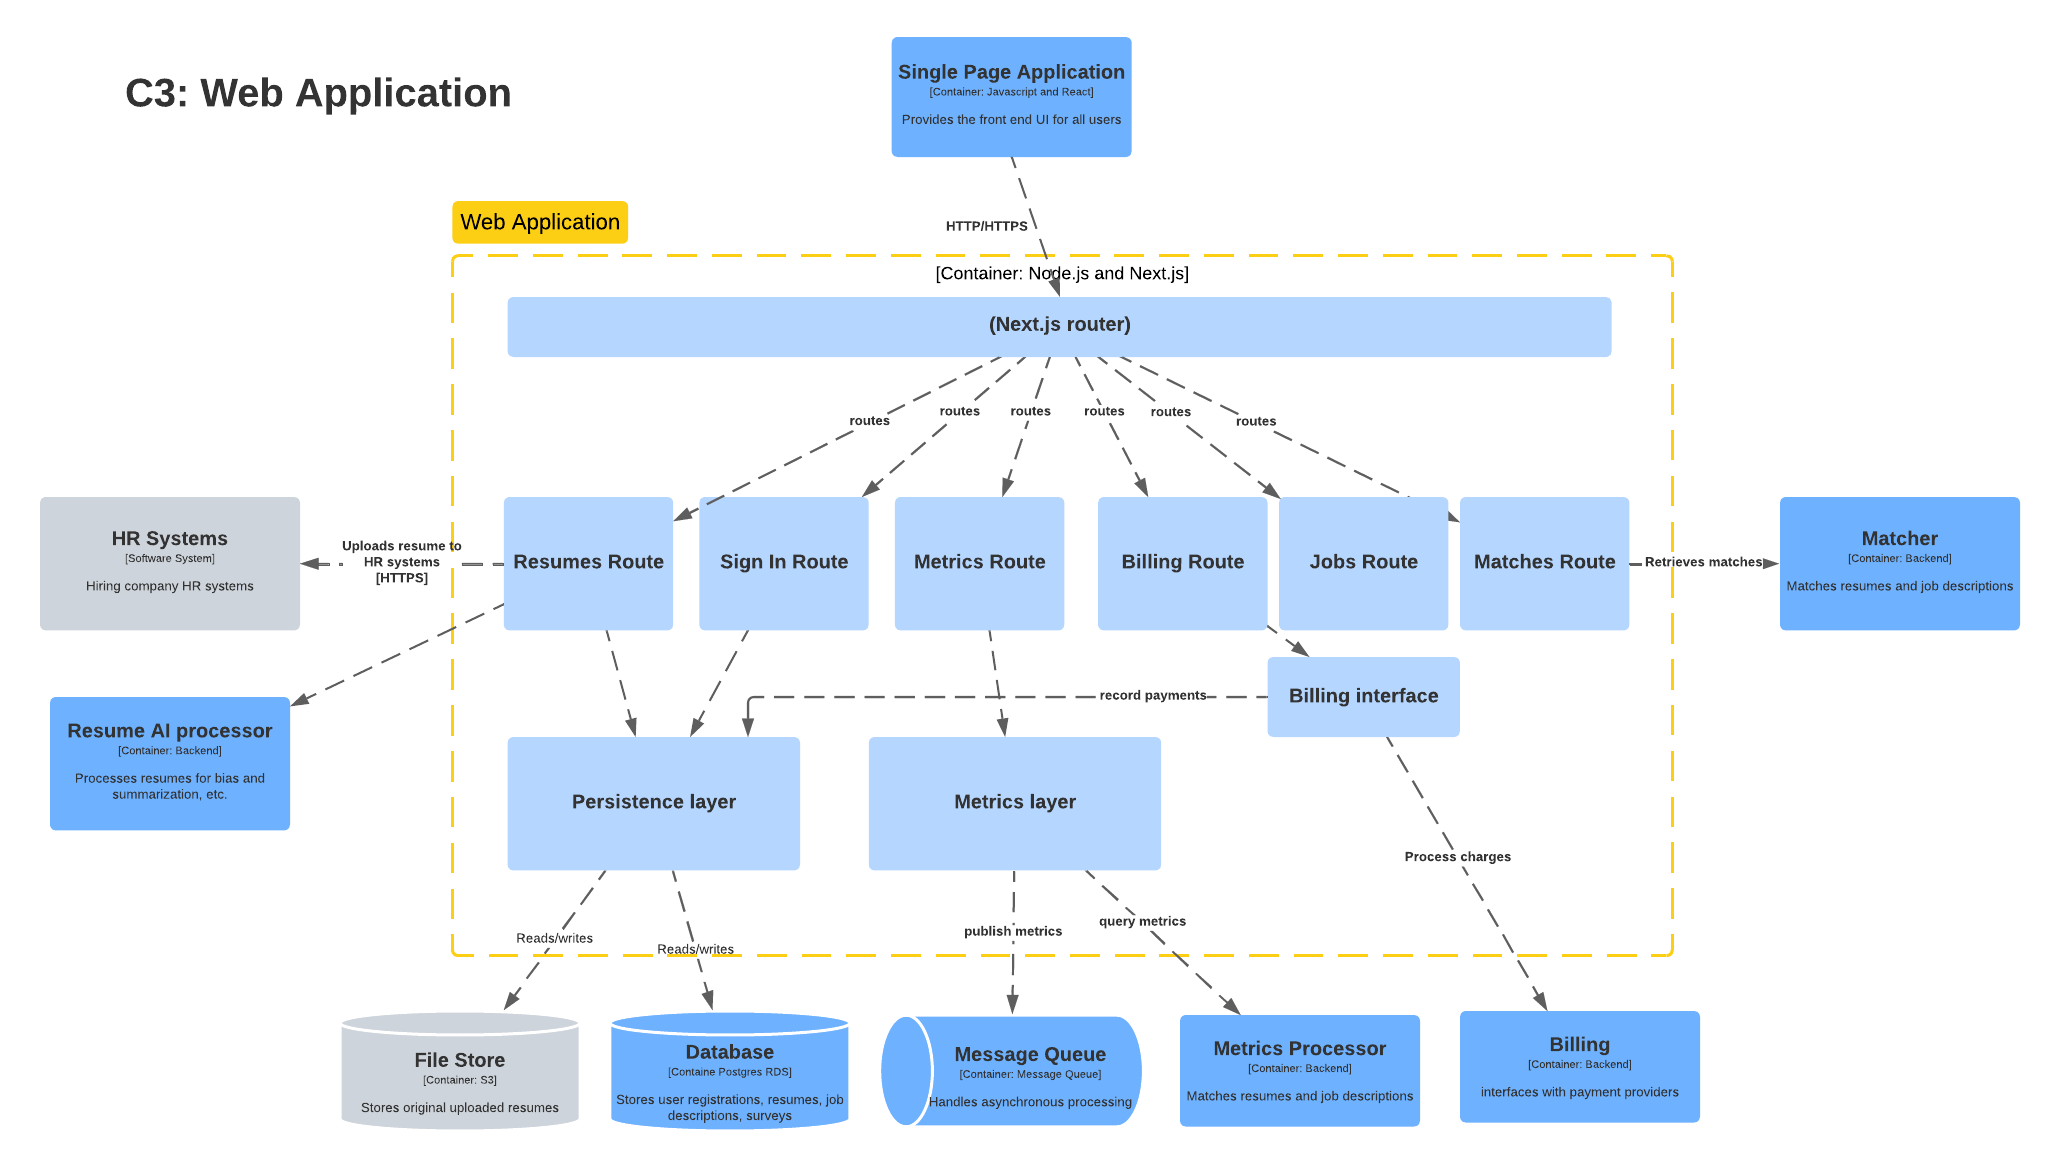 C3: Web Application
Single Page Application
[Container: Javascript and React]
Provides the front end UI for all users
HTTP/HTTPS
Web Application
[Container: Node.js and Next.js]
(Next.js router)
routes
routes
routes
routes
routes
routes
HR Systems
[Software System]
Hiring company HR systems
Uploads resume to
HR systems
[HTTPS]
Resumes Route
Sign In Route
Metrics Route
Billing Route
Jobs Route
Matches Route
Retrieves matches
Matcher
[Container: Backend]
Matches resumes and job descriptions
Resume AI processor
[Container: Backend]
Processes resumes for bias and
summarization, etc.
record payments
Billing interface
Persistence layer
Metrics layer
Process charges
Reads/writes
Reads/writes
publish metrics
query metrics
File Store
[Container: S3]
Stores original uploaded resumes
Database
[Containe Postgres RDS]
Stores user registrations, resumes, job
descriptions, surveys
Message Queue
[Container: Message Queue]
Handles asynchronous processing
Metrics Processor
[Container: Backend]
Matches resumes and job descriptions
Billing
[Container: Backend]
interfaces with payment providers